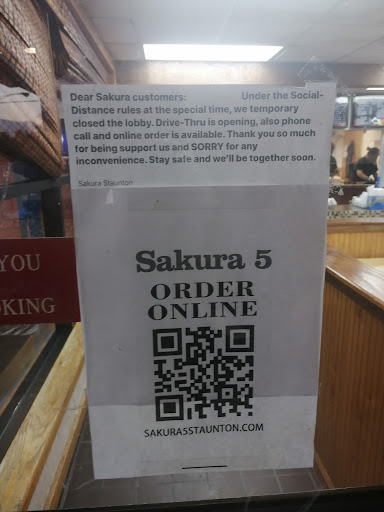 Dear Sakura customers: Under the Social-
Distance rules at the special time, we temporary
closed the lobby. Drive-Thru is opening, also phone
call and online order is available. Thank you so much
for being support us and SORRY for any
inconvenience. Stay safe and we'll be together soon.
Sakura Staunton
YOU
OKING
Sakura 5
ORDER
ONLINE
SAKURA5STAUNTON.COM